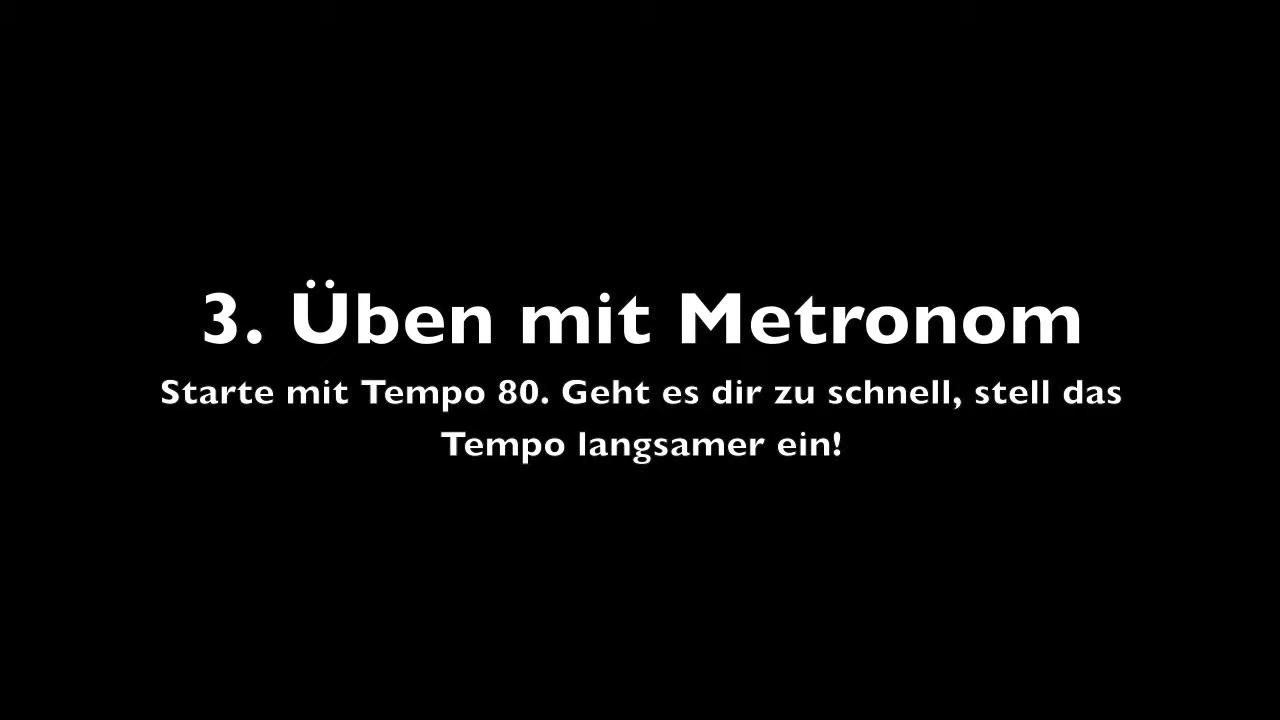 3. Üben mit Metronom
Starte mit Tempo 80. Geht es dir zu schnell, stell das
Tempo langsamer ein!